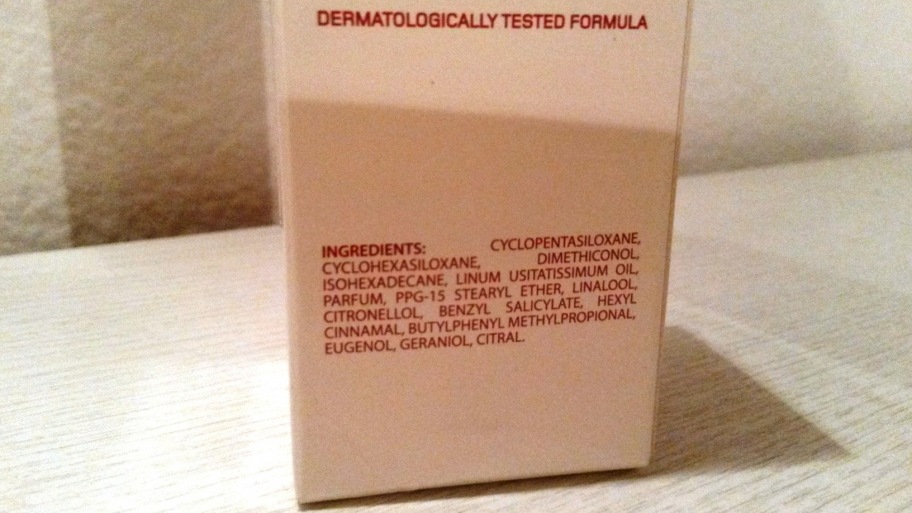 DERMATOLOGICALLY TESTED FORMULA
INGREDIENTS: CYCLOPENTASILOXANE,
CYCLOHEXASILOXANE, DIMETHICONOL,
ISOHEXADECANE, LINUM USITATISSIMUM OIL,
PARFUM, PPG-15 STEARYL ETHER, LINALOOL,
CITRONELLOL, BENZYL SALICYLATE, HEXYL
CINNAMAL, BUTYLPHENYL METHYLPROPIONAL,
EUGENOL, GERANIOL, CITRAL.